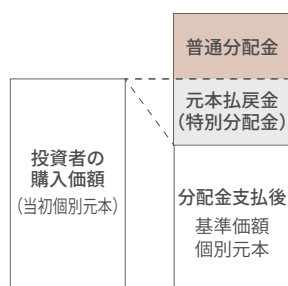 普通分配金
元本払戻金
(特別分配金)
投資者の
購入価額
(当初個別元本)
分配金支払後
基準価額
個別元本